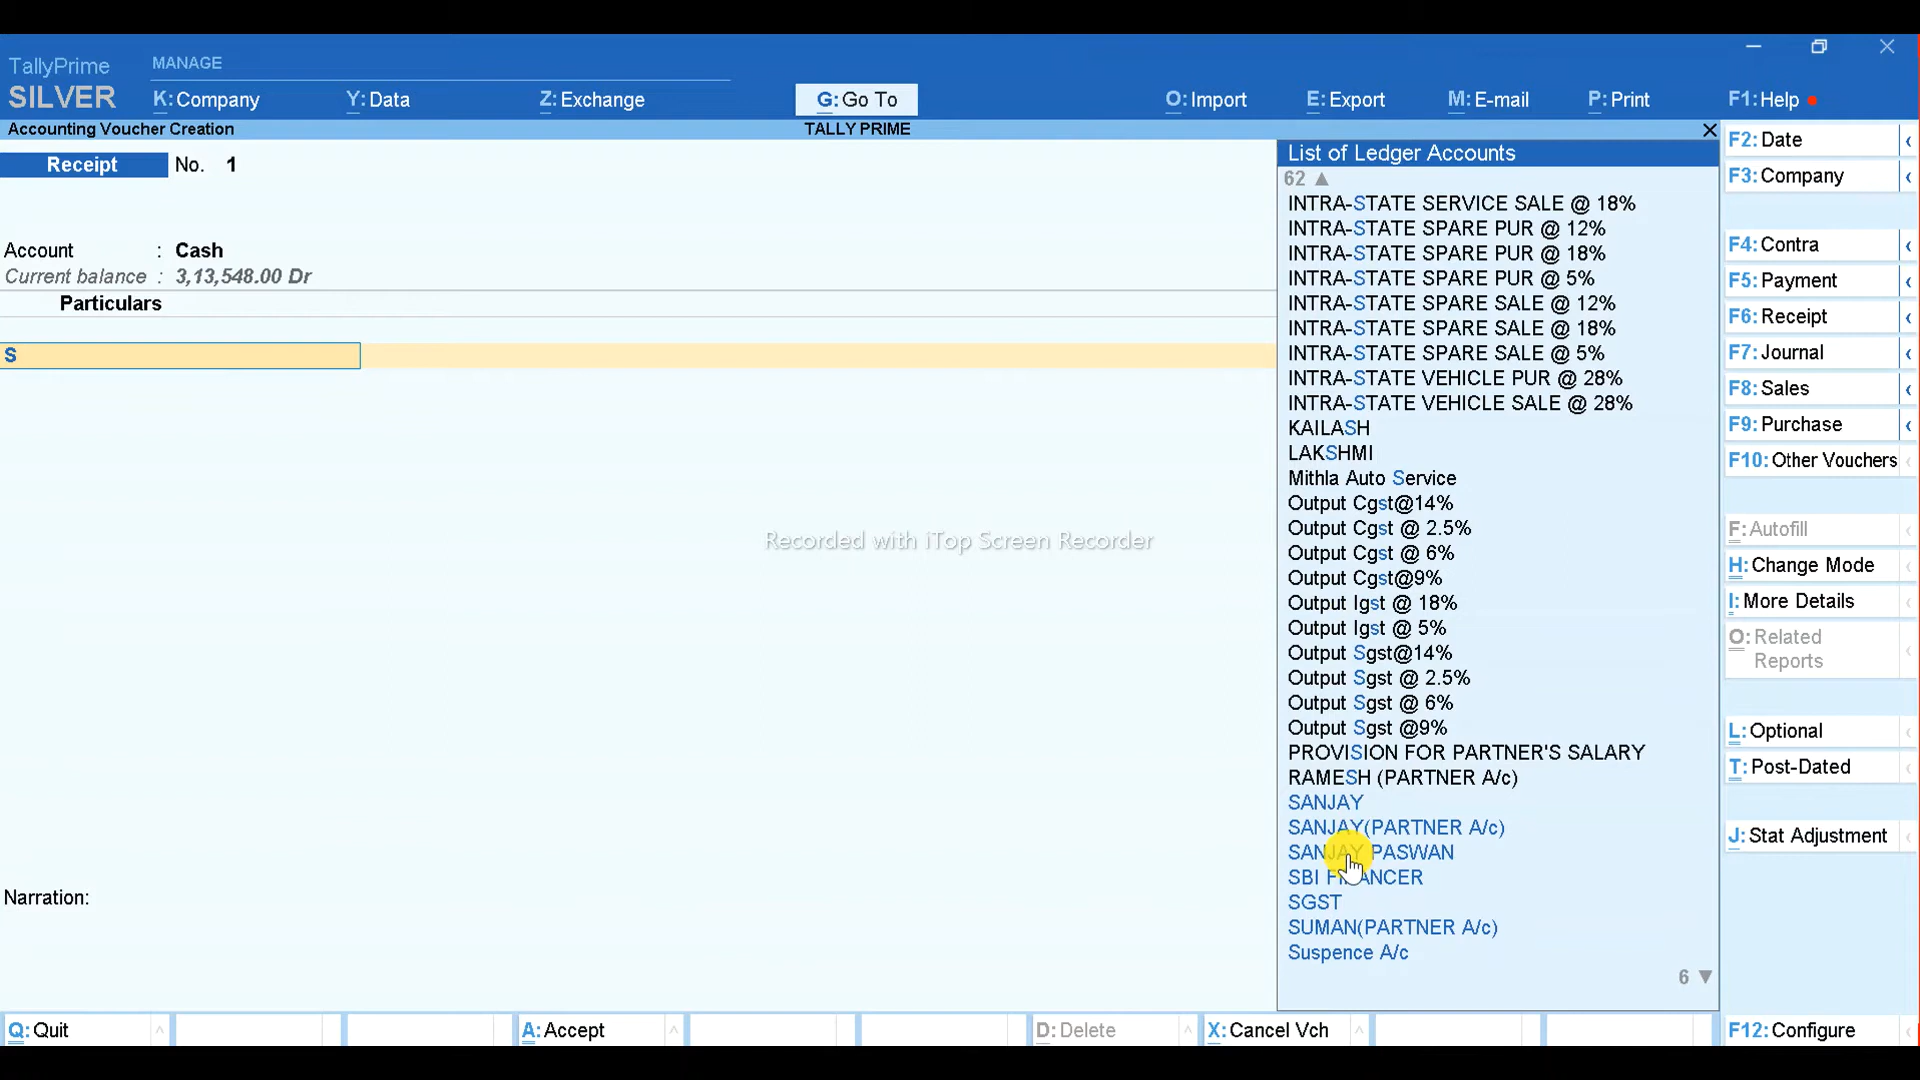 TallyPrime
MANAGE
SILVER
K: Company
Y: Data
Z: Exchange
G: Go To
O: Import
E: Export
M: E-mail
P: Print
F1: Help
Accounting Voucher Creation
TALLY PRIME
Receipt No. 1
Account : Cash
Current balance : 3,13,548.00 Dr
Particulars
S
Narration:
Recorded with iTop Screen Recorder
List of Ledger Accounts
62 ▲
INTRA-STATE SERVICE SALE @ 18%
INTRA-STATE SPARE PUR @ 12%
INTRA-STATE SPARE PUR @ 18%
INTRA-STATE SPARE PUR @ 5%
INTRA-STATE SPARE SALE @ 12%
INTRA-STATE SPARE SALE @ 18%
INTRA-STATE SPARE SALE @ 5%
INTRA-STATE VEHICLE PUR @ 28%
INTRA-STATE VEHICLE SALE @ 28%
KAILASH
LAKSHMI
Mithla Auto Service
Output Cgst@14%
Output Cgst @ 2.5%
Output Cgst @ 6%
Output Cgst@9%
Output Igst @ 18%
Output Igst @ 5%
Output Sgst@14%
Output Sgst @ 2.5%
Output Sgst @ 6%
Output Sgst @9%
PROVISION FOR PARTNER'S SALARY
RAMESH (PARTNER A/c)
SANJAY
SANJAY(PARTNER A/c)
SANJAY PASWAN
SBI FINANCER
SGST
SUMAN(PARTNER A/c)
Suspence A/c
6 ▼
F2: Date
F3: Company
F4: Contra
F5: Payment
F6: Receipt
F7: Journal
F8: Sales
F9: Purchase
F10: Other Vouchers
F: Autofill
H: Change Mode
I: More Details
O: Related
Reports
L: Optional
T: Post-Dated
J: Stat Adjustment
Q: Quit
A: Accept
D: Delete
X: Cancel Vch
F12: Configure